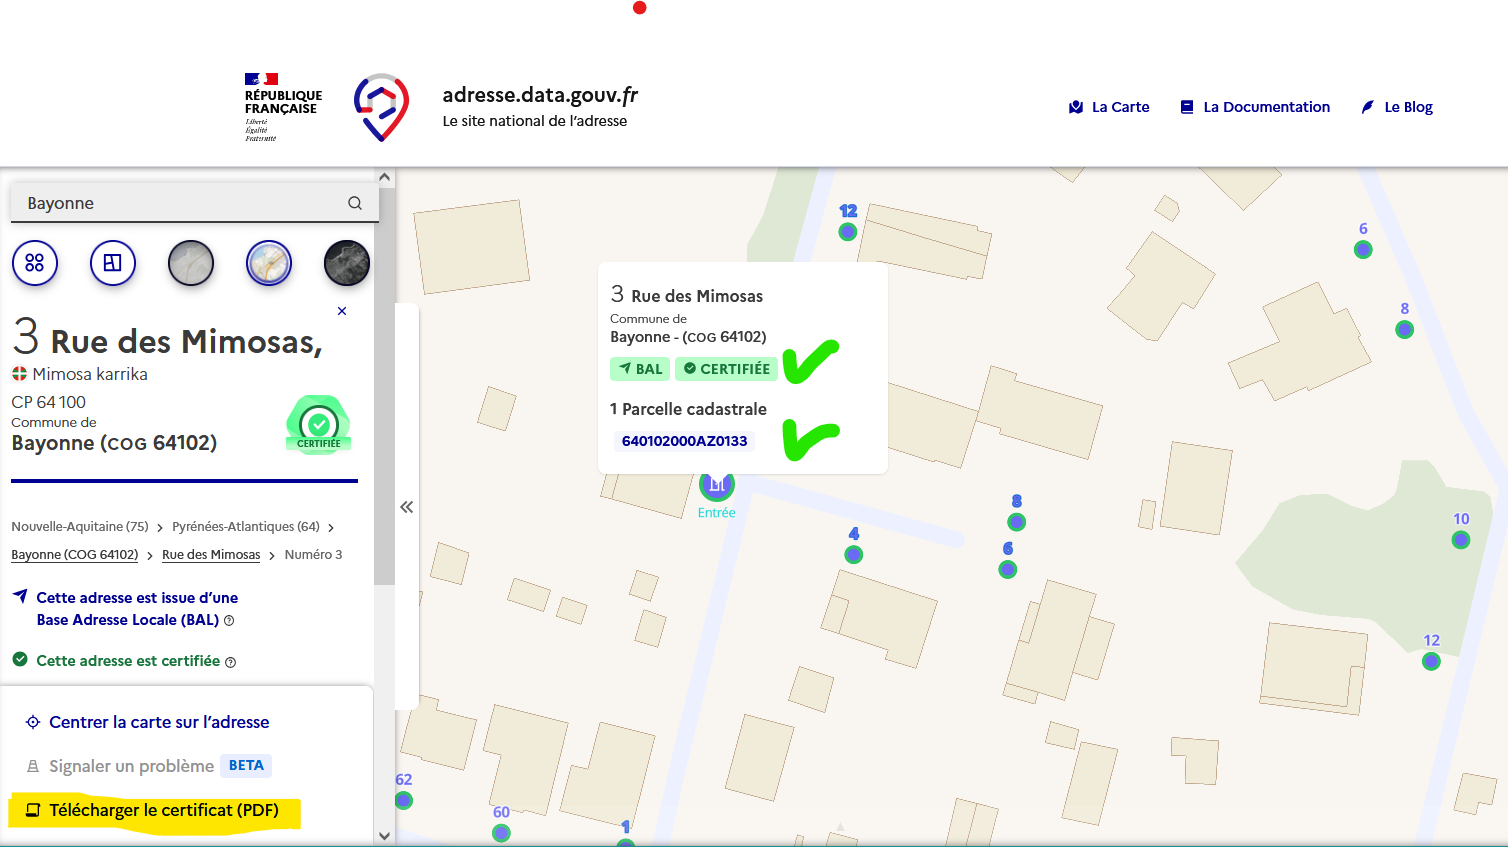 RÉPUBLIQUE
FRANÇAISE
Liberté
Égalité
Fraternité
adresse.data.gouv.fr
Le site national de l'adresse
La Carte
La Documentation
Le Blog
Bayonne
3 Rue des Mimosas,
Mimosa karrika
CP 64 100
Commune de
Bayonne (COG 64102)
CERTIFIÉE
Nouvelle-Aquitaine (75) > Pyrénées-Atlantiques (64) >
Bayonne (COG 64102) > Rue des Mimosas > Numéro 3
Cette adresse est issue d'une
Base Adresse Locale (BAL)
Cette adresse est certifiée
Centrer la carte sur l'adresse
Signaler un problème BETA
Télécharger le certificat (PDF)
3 Rue des Mimosas
Commune de
Bayonne - (COG 64102)
BAL CERTIFIÉE
1 Parcelle cadastrale
640102000AZ0133
Entrée
12
6
8
8
4
6
10
12
62
60
1